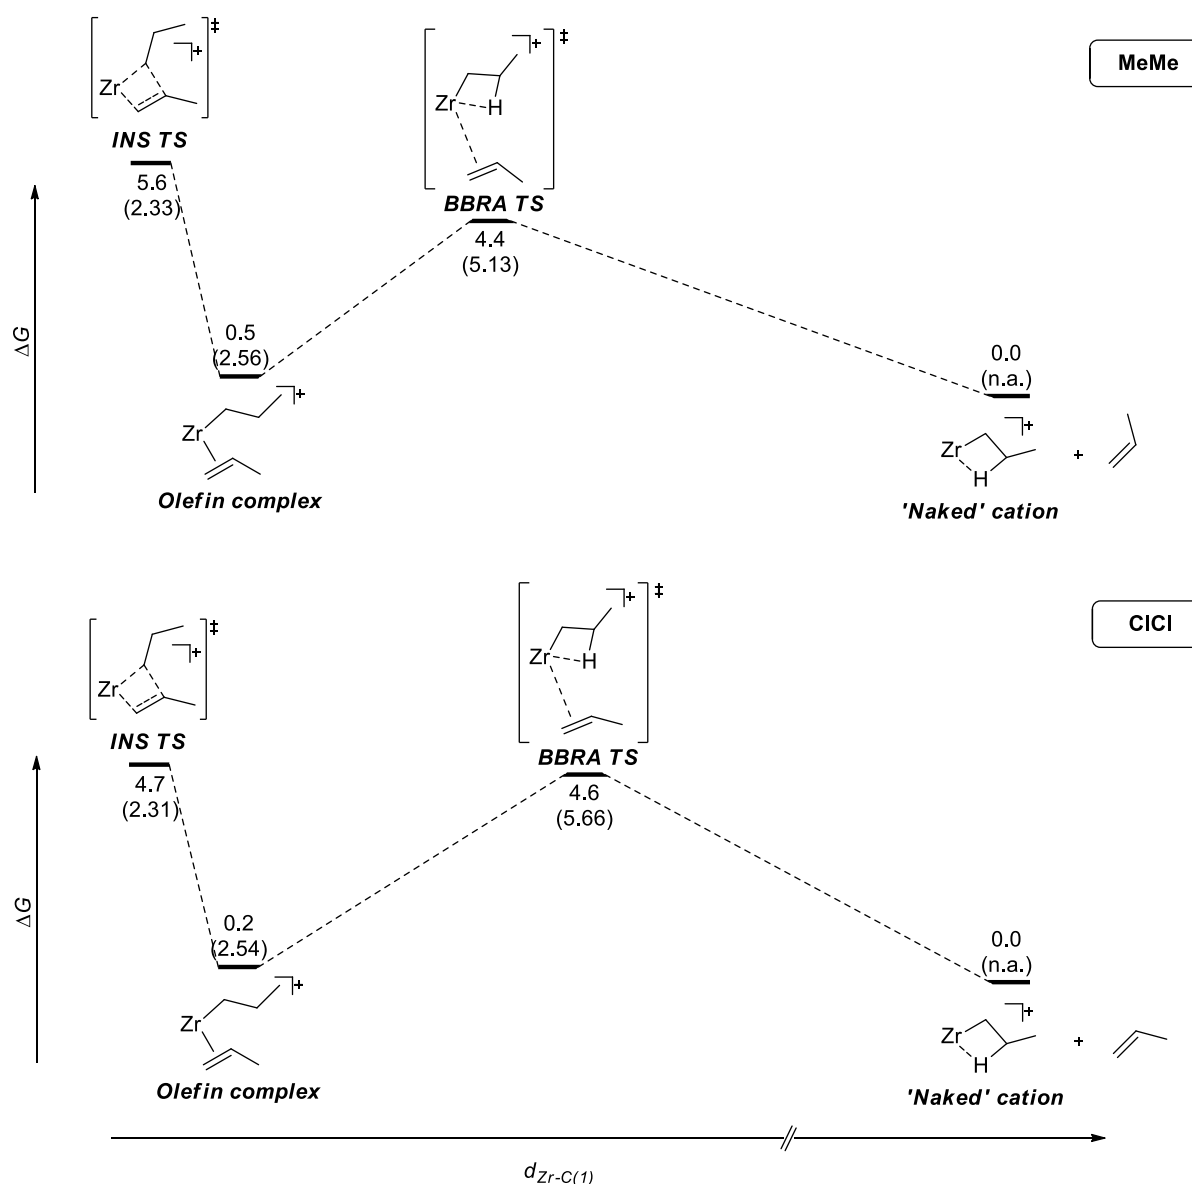 ‡
+
Zr
INS TS
5.6
(2.33)
‡
+
Zr
H
BBRA TS
4.4
(5.13)
MeMe
ΔG
0.5
(2.56)
+
Zr
Olefin complex
0.0
(n.a.)
+
Zr
H
+
'Naked' cation
‡
+
Zr
INS TS
4.7
(2.31)
‡
+
Zr
H
BBRA TS
4.6
(5.66)
ClCl
ΔG
0.2
(2.54)
+
Zr
Olefin complex
0.0
(n.a.)
+
Zr
H
+
'Naked' cation
dZr-C(1)